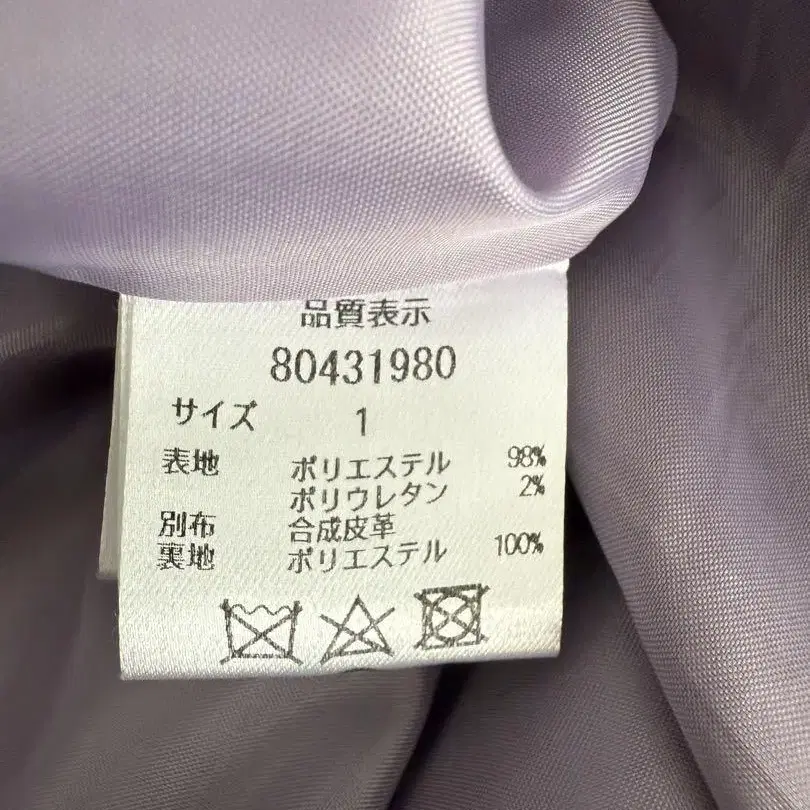 品質表示
80431980
サイズ 1
表地 ポリエステル 98%
ポリウレタン 2%
別布 合成皮革
裏地 ポリエステル 100%